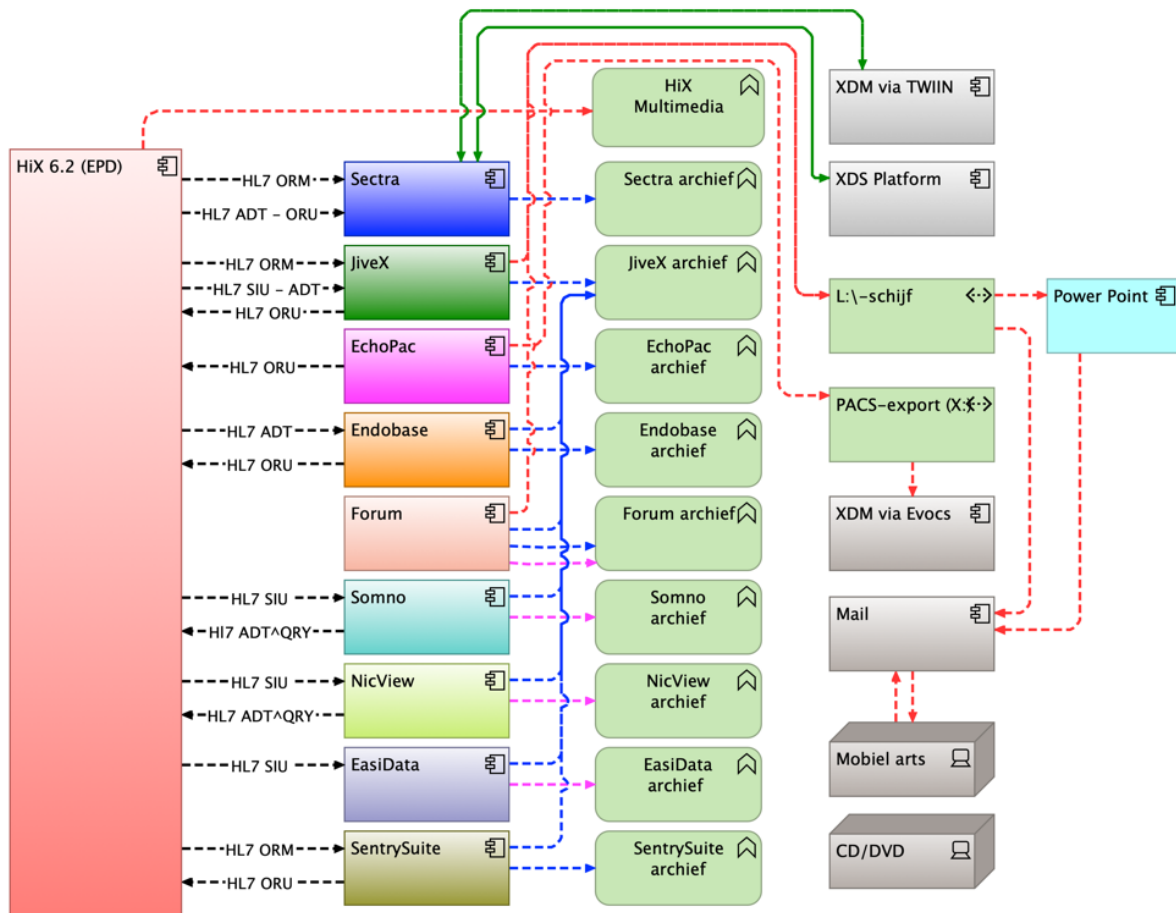 HiX
Multimedia
XDM via TWIIN
HiX 6.2 (EPD)
HL7 ORM
HL7 ADT - ORU
Sectra
Sectra archief
XDS Platform
HL7 ORM
HL7 SIU - ADT
HL7 ORU
JiveX
JiveX archief
L:\-schijf
Power Point
HL7 ORU
EchoPac
EchoPac
archief
PACS-export (X:
HL7 ADT
HL7 ORU
Endobase
Endobase
archief
Forum
Forum archief
XDM via Evocs
HL7 SIU
Hl7 ADT^QRY
Somno
Somno
archief
Mail
HL7 SIU
HL7 ADT^QRY
NicView
NicView
archief
Mobiel arts
HL7 SIU
EasiData
EasiData
archief
HL7 ORM
HL7 ORU
SentrySuite
SentrySuite
archief
CD/DVD